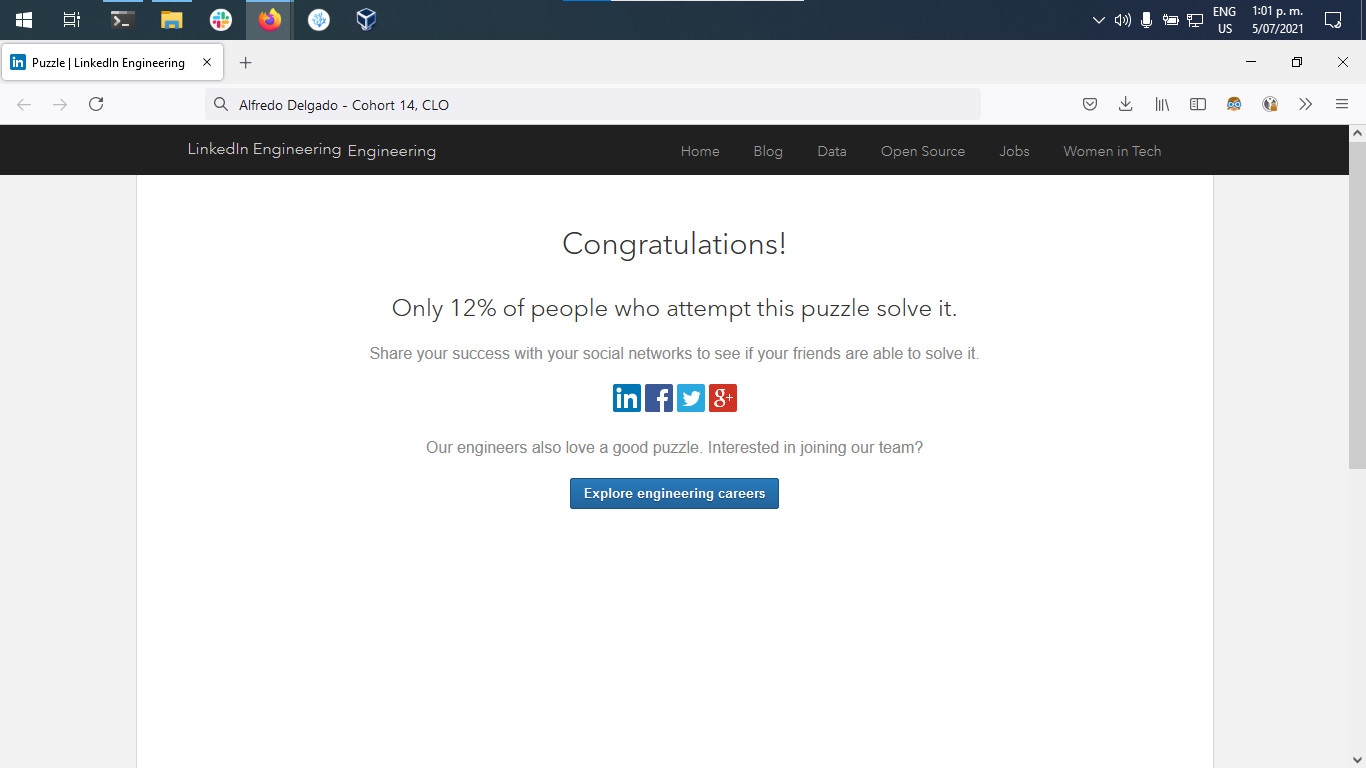 ENG
US
1:01 p. m.
5/07/2021
Puzzle | LinkedIn Engineering
Alfredo Delgado - Cohort 14, CLO
LinkedIn Engineering Engineering
Home Blog Data Open Source Jobs Women in Tech
Congratulations!
Only 12% of people who attempt this puzzle solve it.
Share your success with your social networks to see if your friends are able to solve it.
in f g+
Our engineers also love a good puzzle. Interested in joining our team?
Explore engineering careers